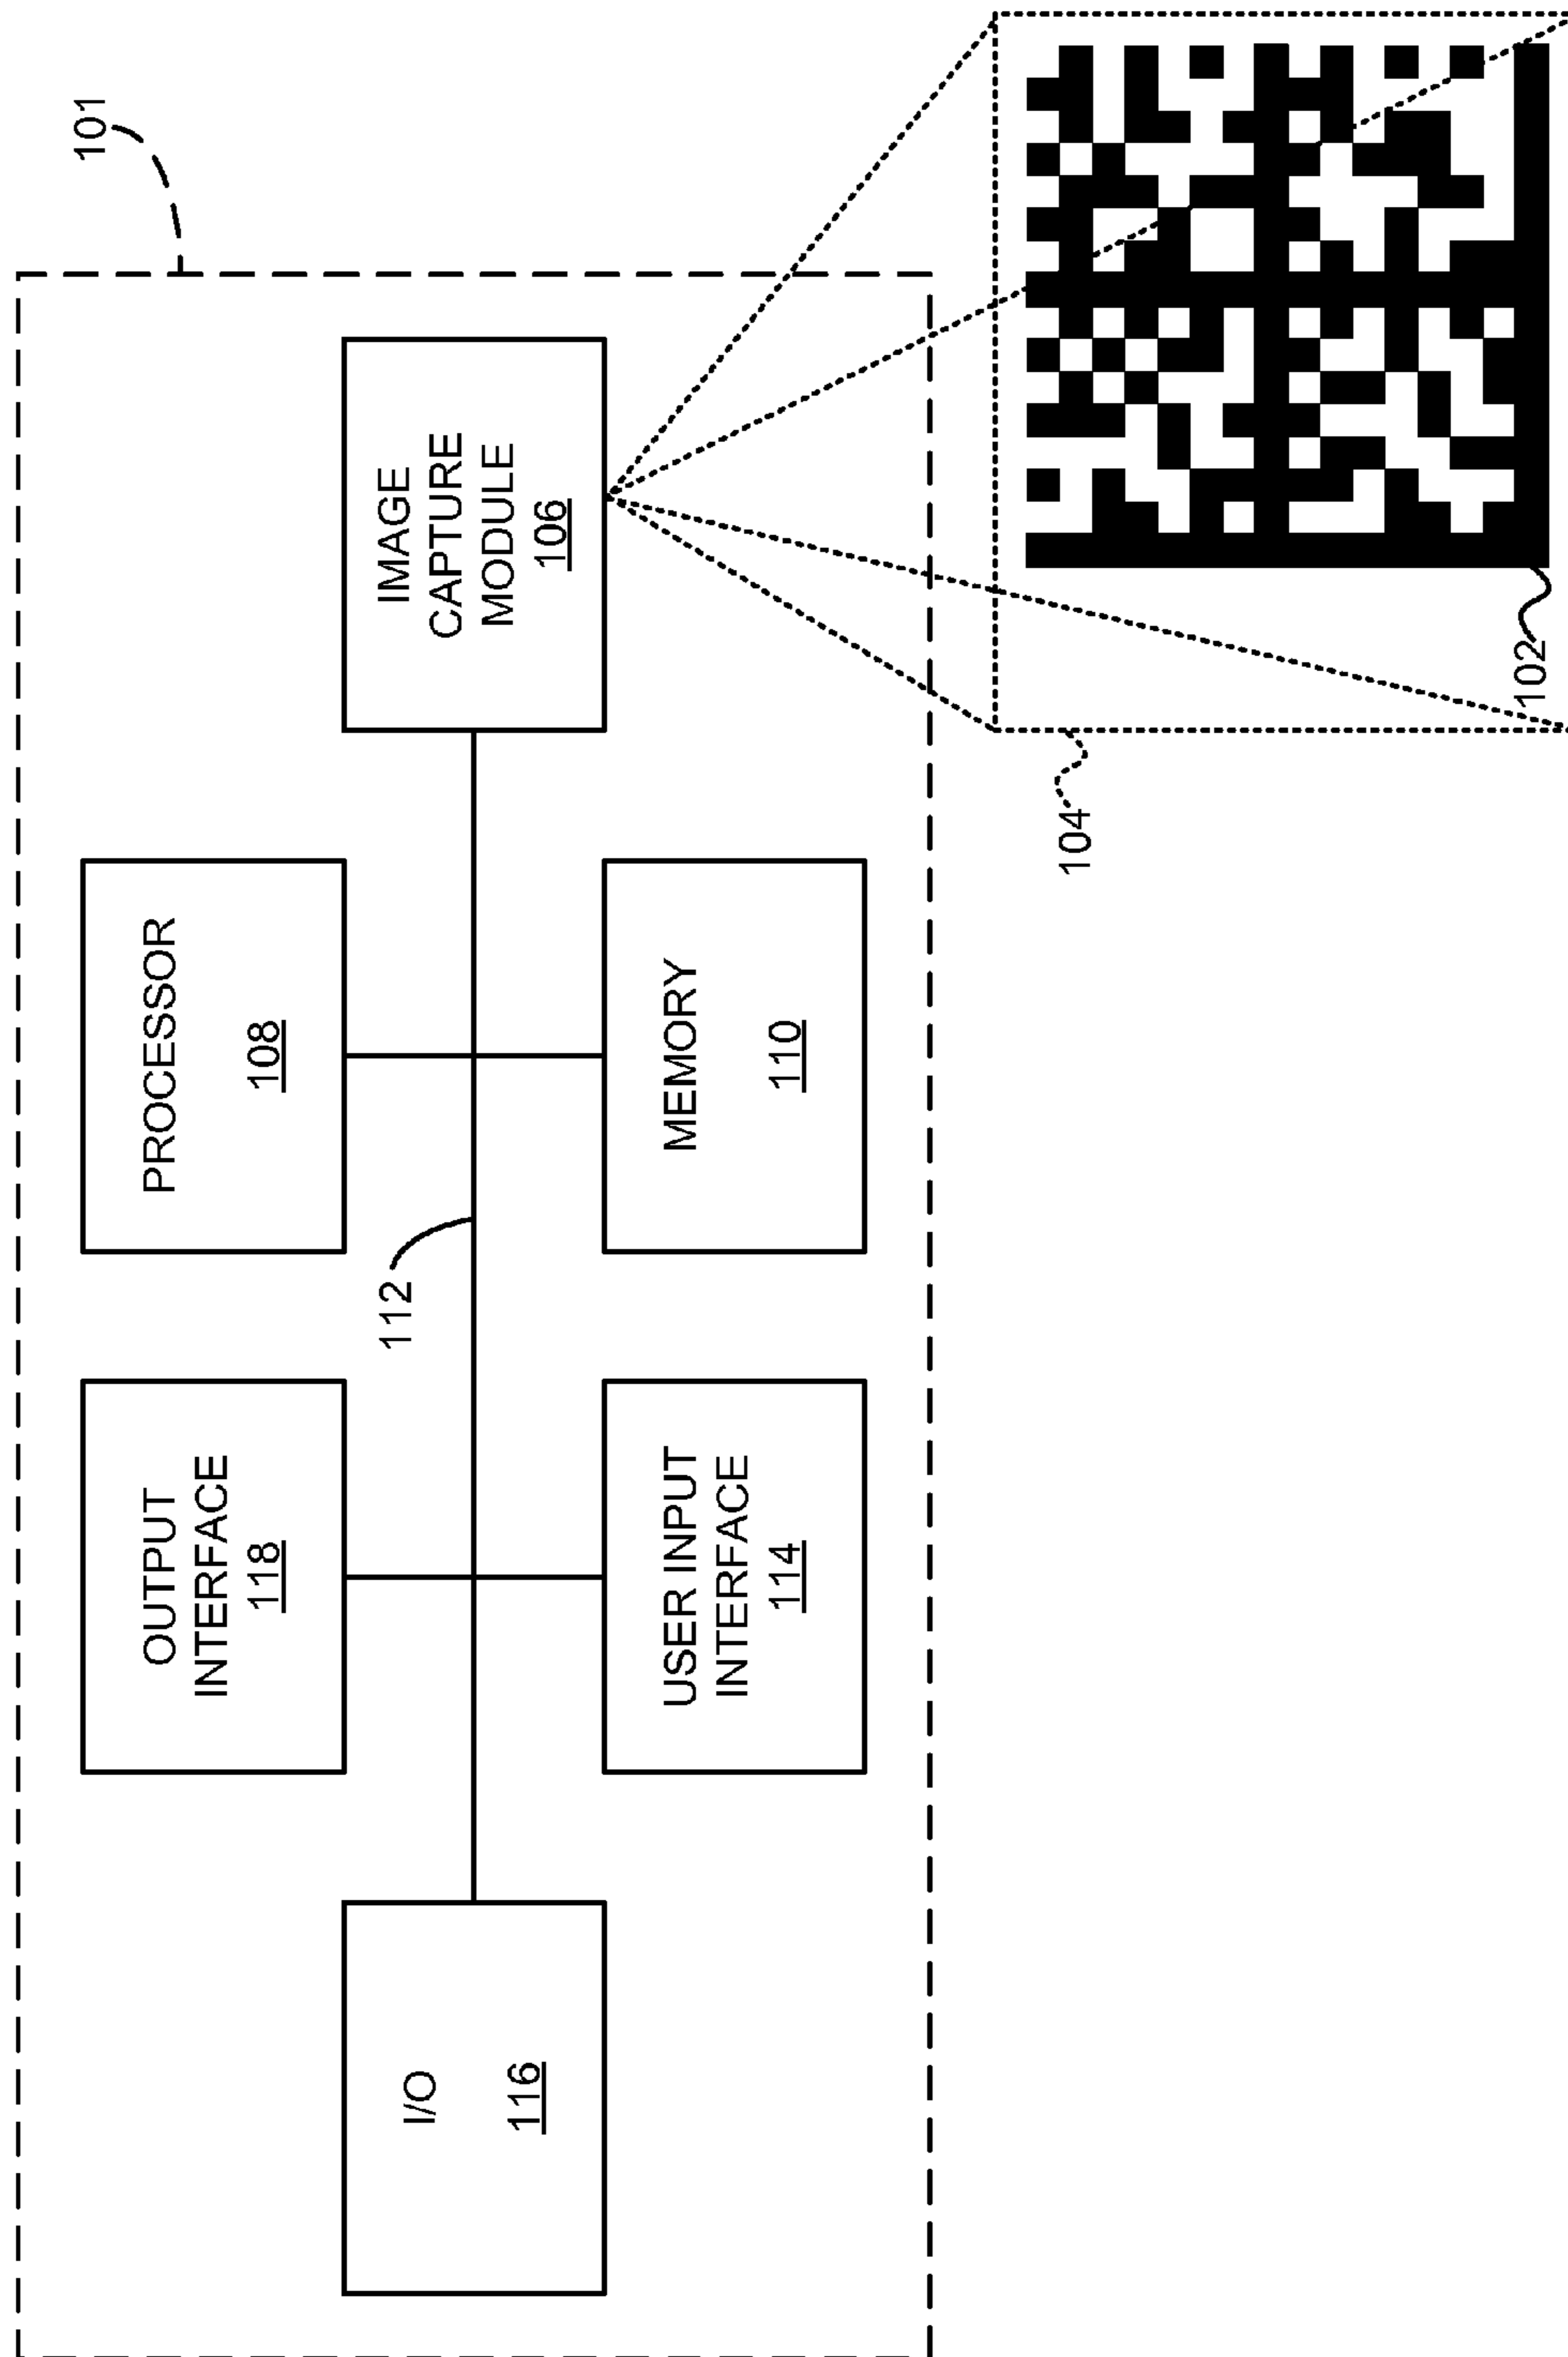 101
I/O
116
OUTPUT
INTERFACE
118
PROCESSOR
108
IMAGE
CAPTURE
MODULE
106
112
USER INPUT
INTERFACE
114
MEMORY
110
104
102